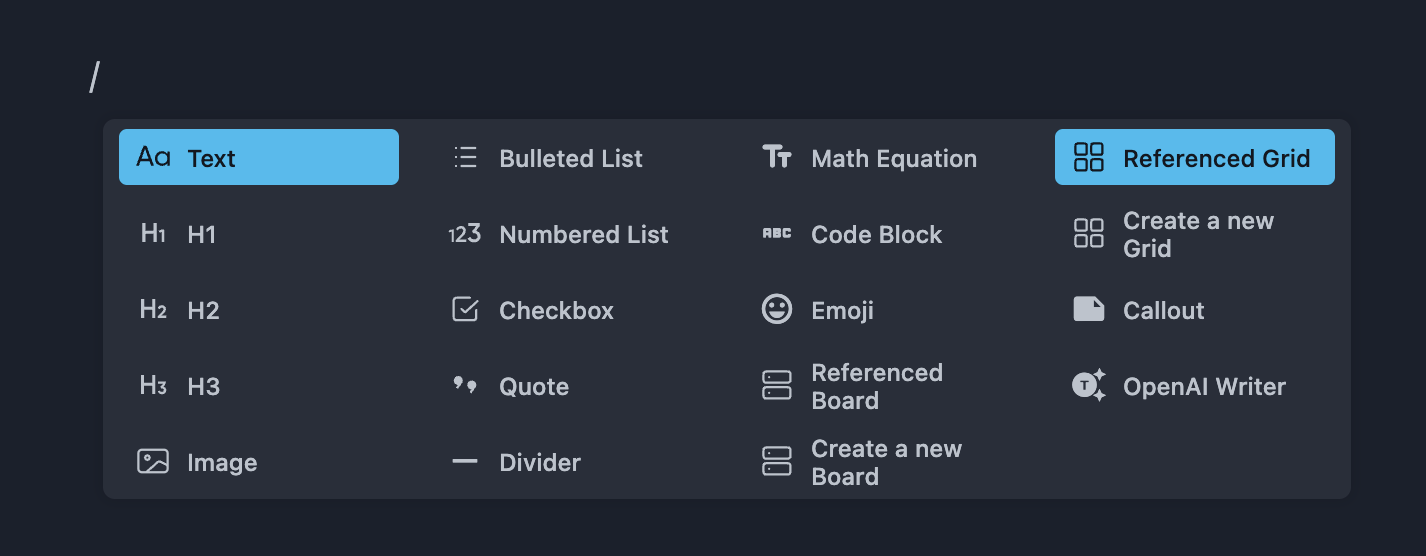 /
Aa Text
Bulleted List
Tт Math Equation
Referenced Grid
H1 H1
123 Numbered List
ABC Code Block
Create a new
Grid
H2 H2
Checkbox
Emoji
Callout
H3 H3
❜❜ Quote
Referenced
Board
T OpenAI Writer
Image
Divider
Create a new
Board